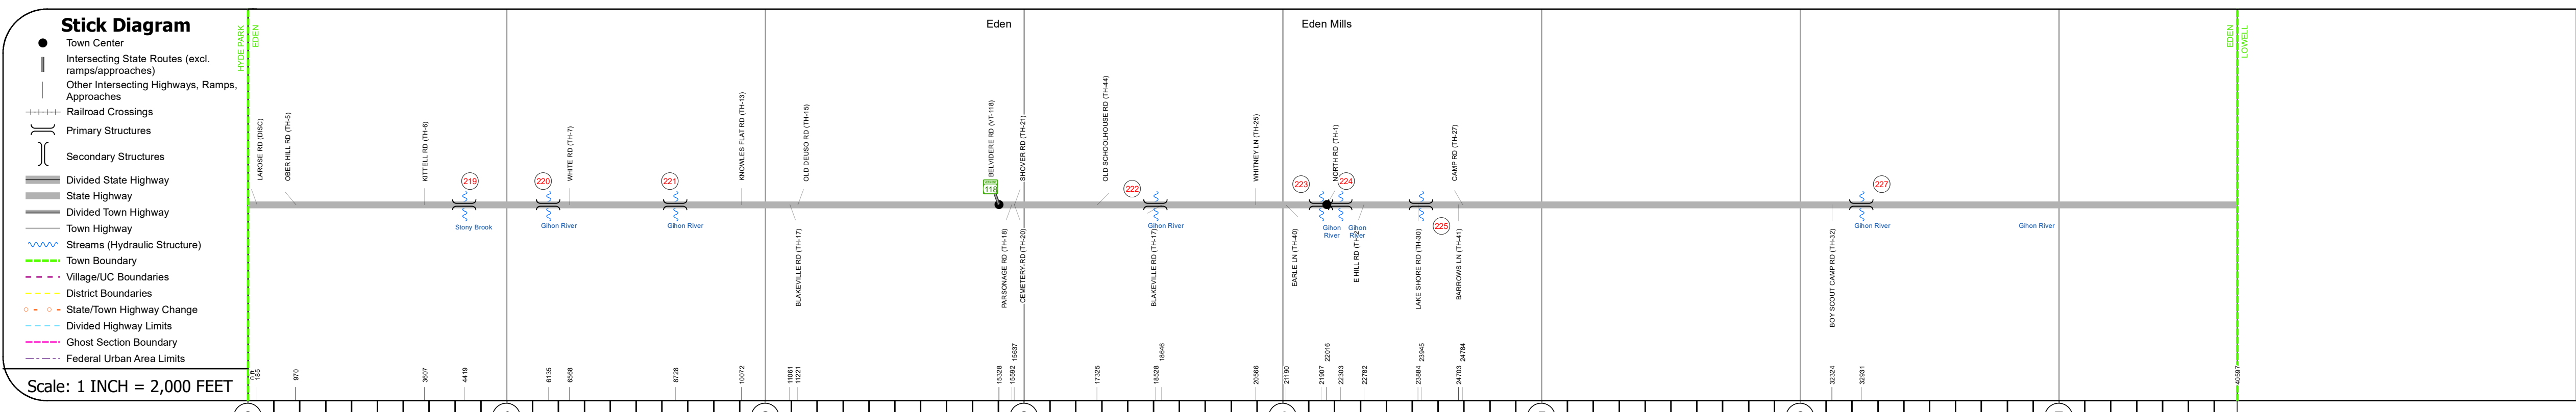 Stick Diagram
Town Center
Intersecting State Routes (excl.
ramps/approaches)
Other Intersecting Highways, Ramps,
Approaches
Railroad Crossings
Primary Structures
Secondary Structures
Divided State Highway
State Highway
Divided Town Highway
Town Highway
Streams (Hydraulic Structure)
Town Boundary
Village/UC Boundaries
District Boundaries
State/Town Highway Change
Divided Highway Limits
Ghost Section Boundary
Federal Urban Area Limits
Scale: 1 INCH = 2,000 FEET
HYDE PARK
EDEN
Eden
Eden Mills
EDEN
LOWELL
LAROSE RD (DISC)
OBER HILL RD (TH-5)
KITTELL RD (TH-6)
WHITE RD (TH-7)
KNOWLES FLAT RD (TH-13)
OLD DEUSO RD (TH-15)
BELVIDERE RD (VT-118)
SHOVER RD (TH-21)
OLD SCHOOLHOUSE RD (TH-44)
WHITNEY LN (TH-25)
NORTH RD (TH-1)
CAMP RD (TH-27)
219
220
221
118
222
223
224
225
227
Stony Brook
Gihon River
Gihon River
Gihon River
Gihon
River
Gihon
River
Gihon River
Gihon River
BLAKEVILLE RD (TH-17)
PARSONAGE RD (TH-18)
CEMETERY RD (TH-20)
BLAKEVILLE RD (TH-17)
EARLE LN (TH-40)
E HILL RD
LAKE SHORE RD (TH-30)
BARROWS LN (TH-41)
BOY SCOUT CAMP RD (TH-32)
185
970
3607
4419
6135
6568
8728
10072
11061
11221
15328
15592
15637
17325
18528
18646
20566
21190
21907
22016
22303
22782
23884
23945
24703
24784
32324
32931
40597